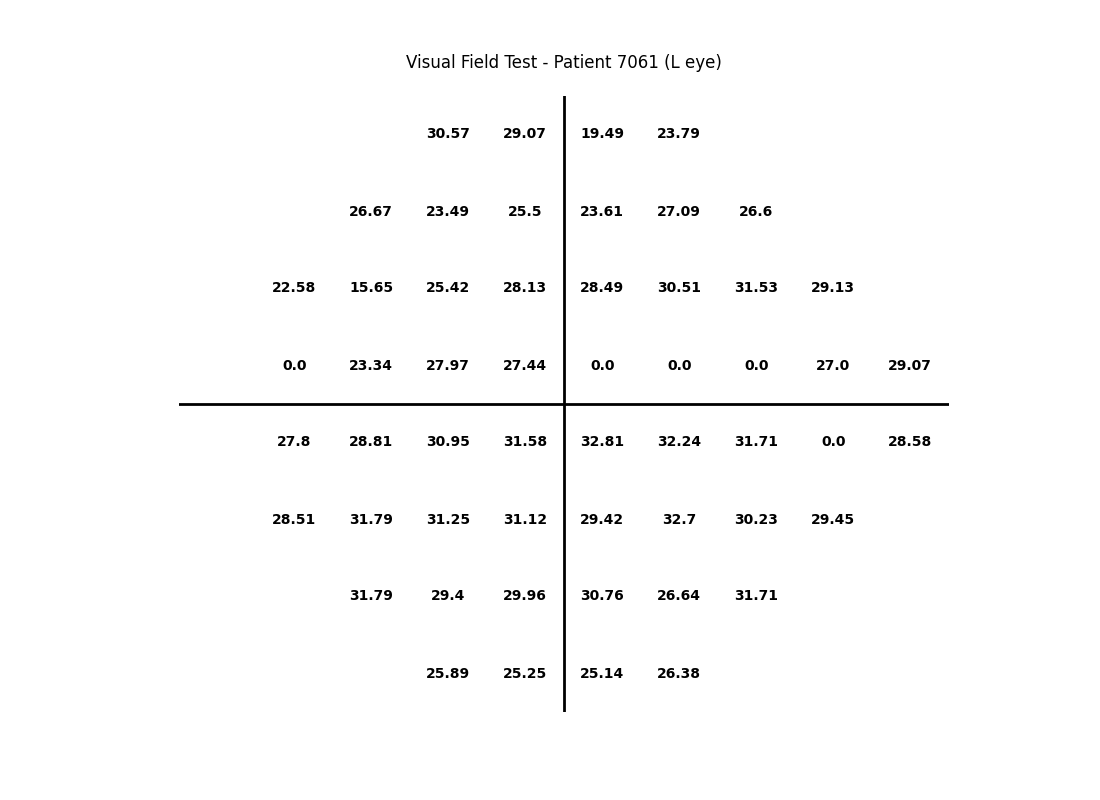 Visual Field Test - Patient 7061 (L eye)
30.57 29.07 19.49 23.79
26.67 23.49 25.5 23.61 27.09 26.6
22.58 15.65 25.42 28.13 28.49 30.51 31.53 29.13
0.0 23.34 27.97 27.44 0.0 0.0 0.0 27.0 29.07
27.8 28.81 30.95 31.58 32.81 32.24 31.71 0.0 28.58
28.51 31.79 31.25 31.12 29.42 32.7 30.23 29.45
31.79 29.4 29.96 30.76 26.64 31.71
25.89 25.25 25.14 26.38